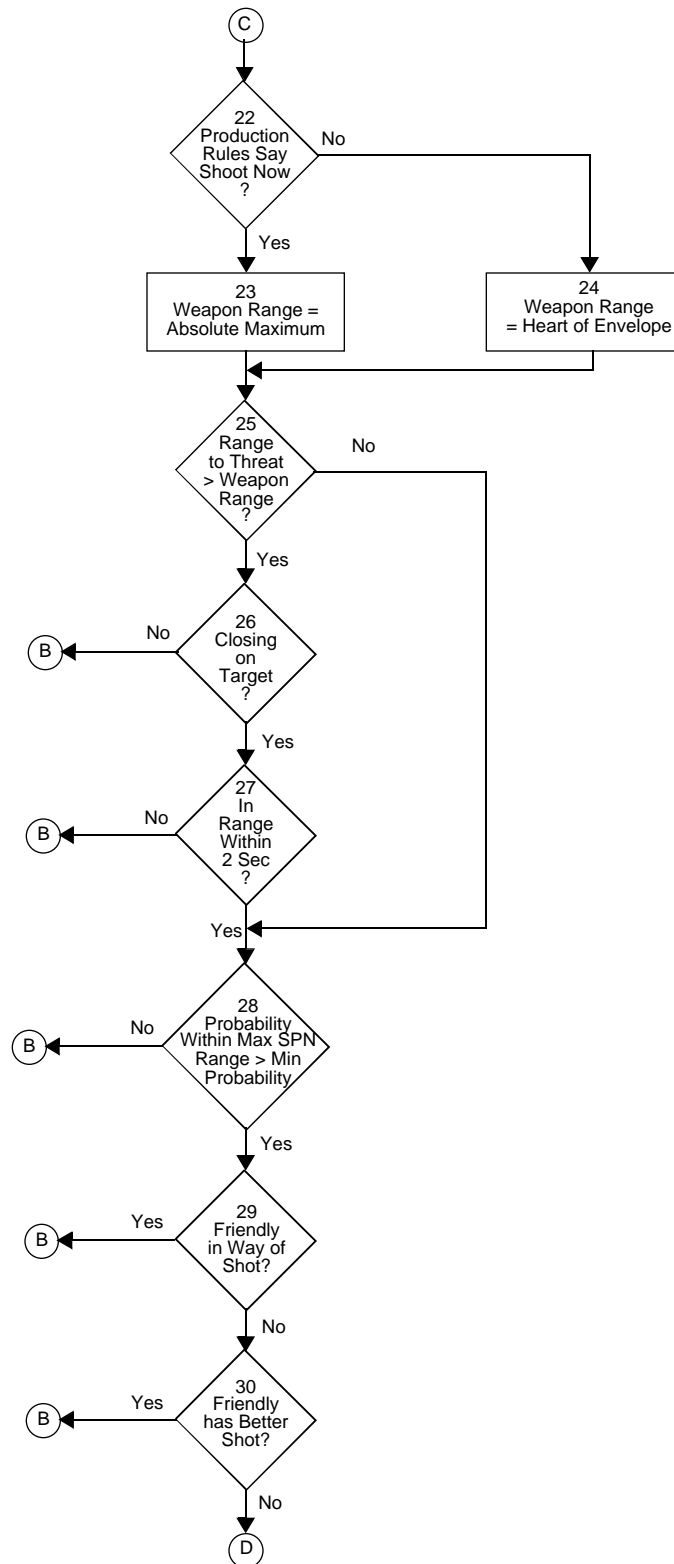 C
22
Production
Rules Say
Shoot Now
?
No
Yes
23
Weapon Range =
Absolute Maximum
24
Weapon Range
= Heart of Envelope
25
Range
to Threat
> Weapon
Range
?
No
Yes
26
Closing
on
Target
?
No
B
Yes
27
In
Range
Within
2 Sec
?
No
B
Yes
28
Probability
Within Max SPN
Range > Min
Probability
No
B
Yes
29
Friendly
in Way of
Shot?
Yes
B
No
30
Friendly
has Better
Shot?
Yes
B
No
D